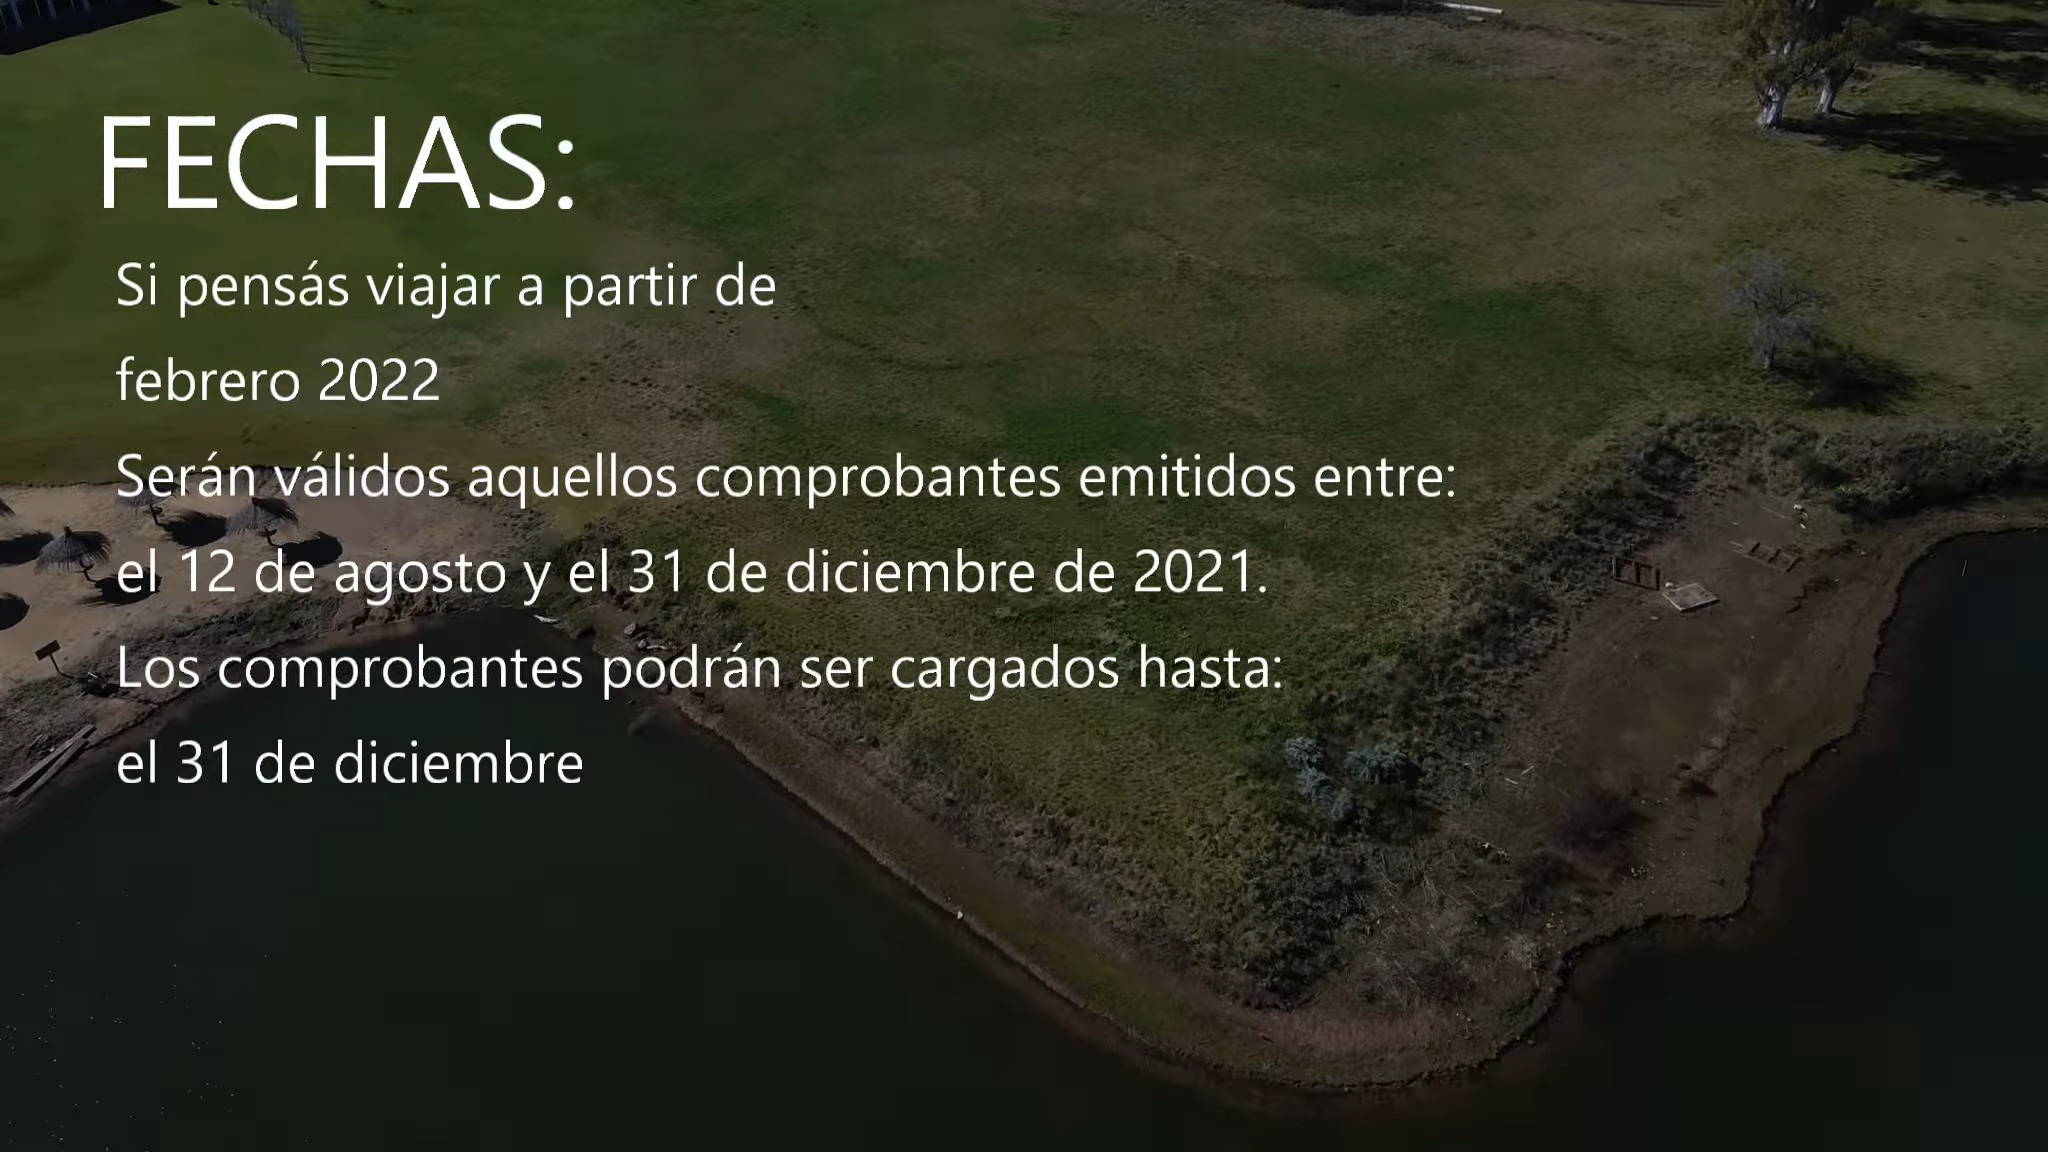 FECHAS:
Si pensás viajar a partir de
febrero 2022
Serán válidos aquellos comprobantes emitidos entre:
el 12 de agosto y el 31 de diciembre de 2021.
Los comprobantes podrán ser cargados hasta:
el 31 de diciembre